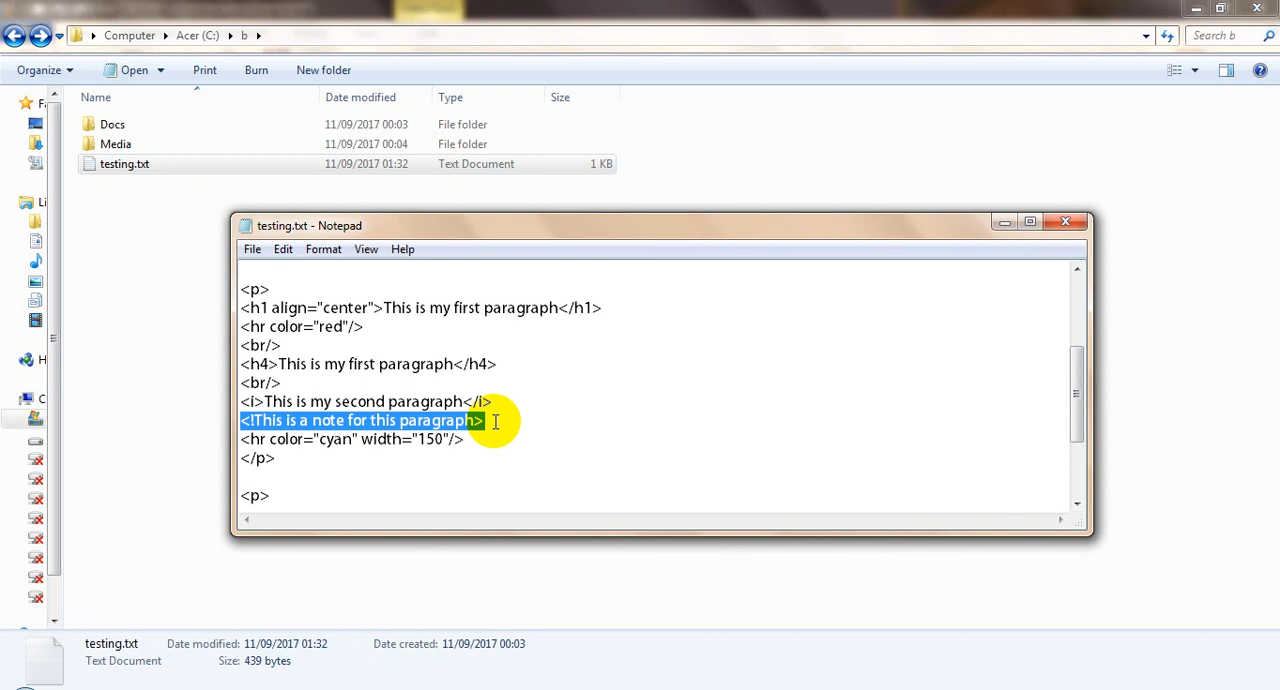 Computer Acer (C:) b
Search b
Organize Open Print Burn New folder
Name Date modified Type Size
Docs 11/09/2017 00:03 File folder
Media 11/09/2017 00:04 File folder
testing.txt 11/09/2017 01:32 Text Document 1 KB
Fa
Li
H
C
testing.txt - Notepad
File Edit Format View Help
<p>
<h1 align="center">This is my first paragraph</h1>
<hr color="red"/>
<br/>
<h4>This is my first paragraph</h4>
<br/>
<i>This is my second paragraph</i>
<!This is a note for this paragraph>
<hr color="cyan" width="150"/>
</p>
<p>
testing.txt Date modified: 11/09/2017 01:32 Date created: 11/09/2017 00:03
Text Document Size: 439 bytes